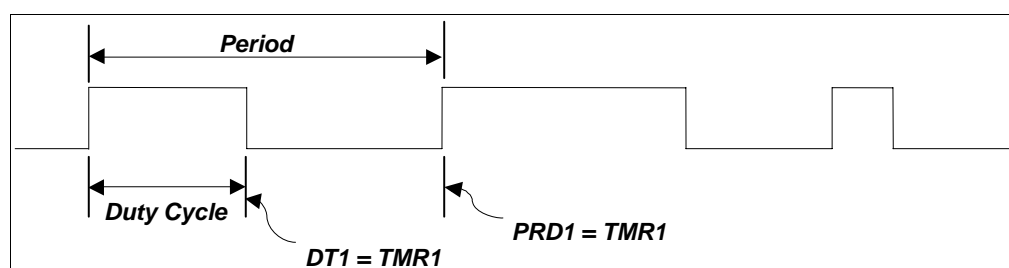 Period
Duty Cycle
PRD1 = TMR1
DT1 = TMR1